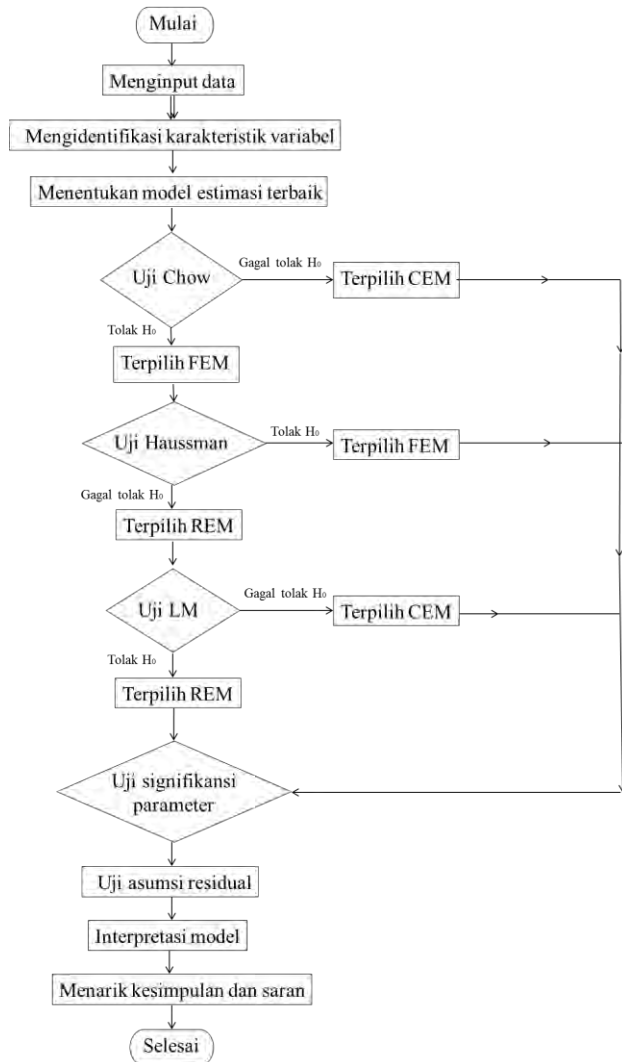 Mulai
Menginput data
Mengidentifikasi karakteristik variabel
Menentukan model estimasi terbaik
Uji Chow
Gagal tolak H₀
Terpilih CEM
Tolak H₀
Terpilih FEM
Uji Haussman
Tolak H₀
Terpilih FEM
Gagal tolak H₀
Terpilih REM
Uji LM
Gagal tolak H₀
Terpilih CEM
Tolak H₀
Terpilih REM
Uji signifikansi
parameter
Uji asumsi residual
Interpretasi model
Menarik kesimpulan dan saran
Selesai